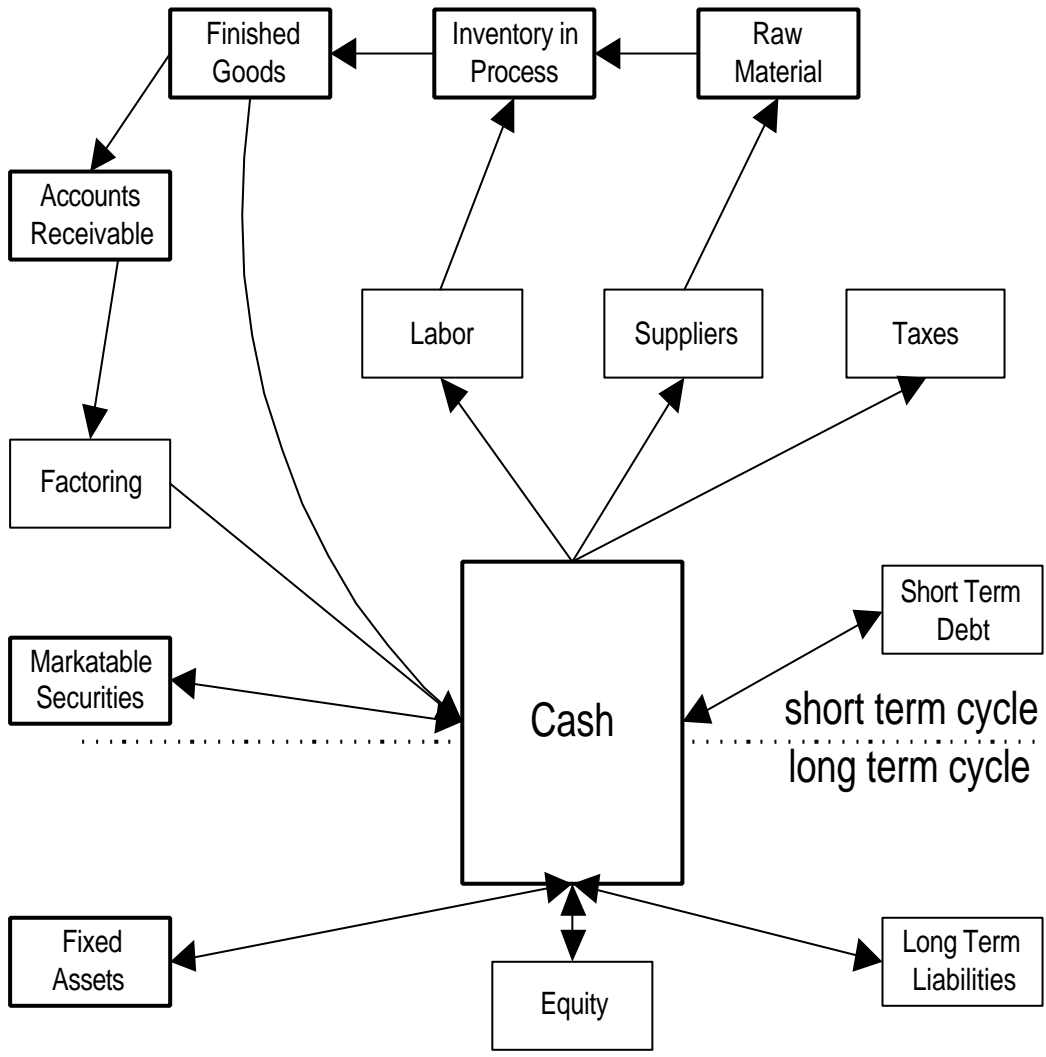 Finished
Goods
Inventory in
Process
Raw
Material
Accounts
Receivable
Labor
Suppliers
Taxes
Factoring
Short Term
Debt
Markatable
Securities
Cash
short term cycle
long term cycle
Fixed
Assets
Equity
Long Term
Liabilities